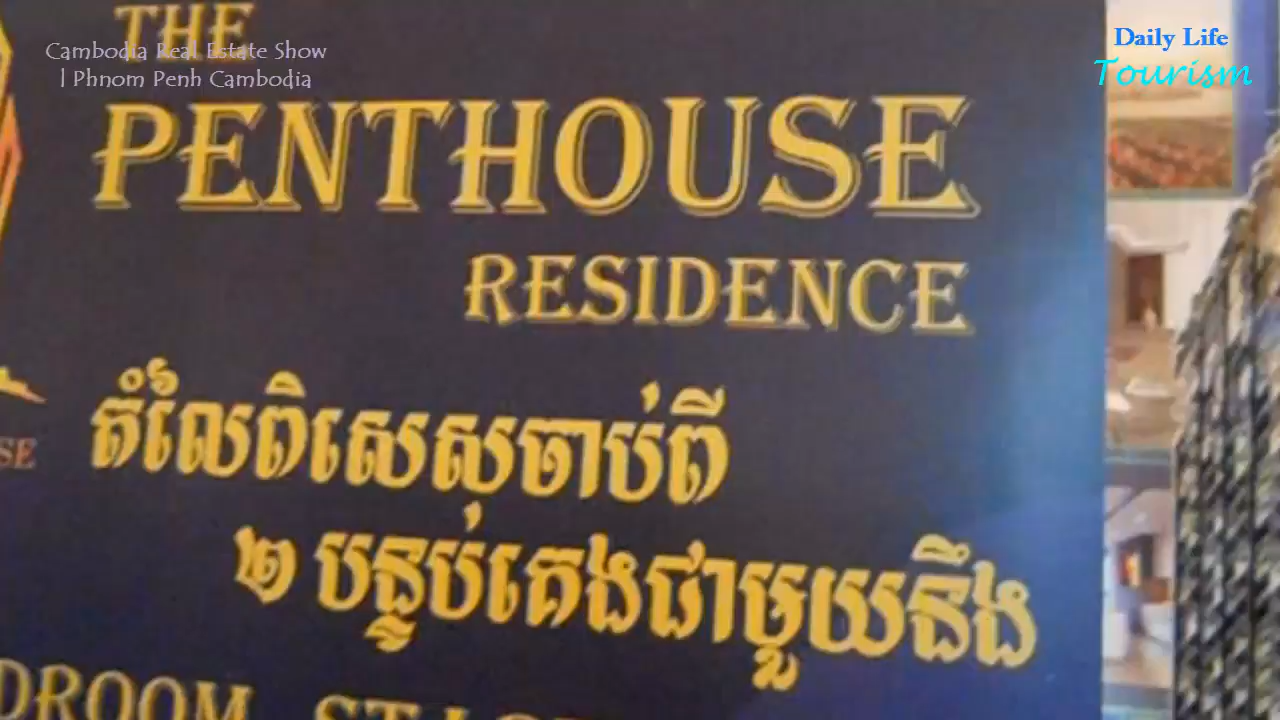 Cambodia Real Estate Show
| Phnom Penh Cambodia
Daily Life
Tourism
THE
PENTHOUSE
RESIDENCE
តំលៃពិសេសចាប់ពី
២ បន្ទប់គេងជាមួយនឹង